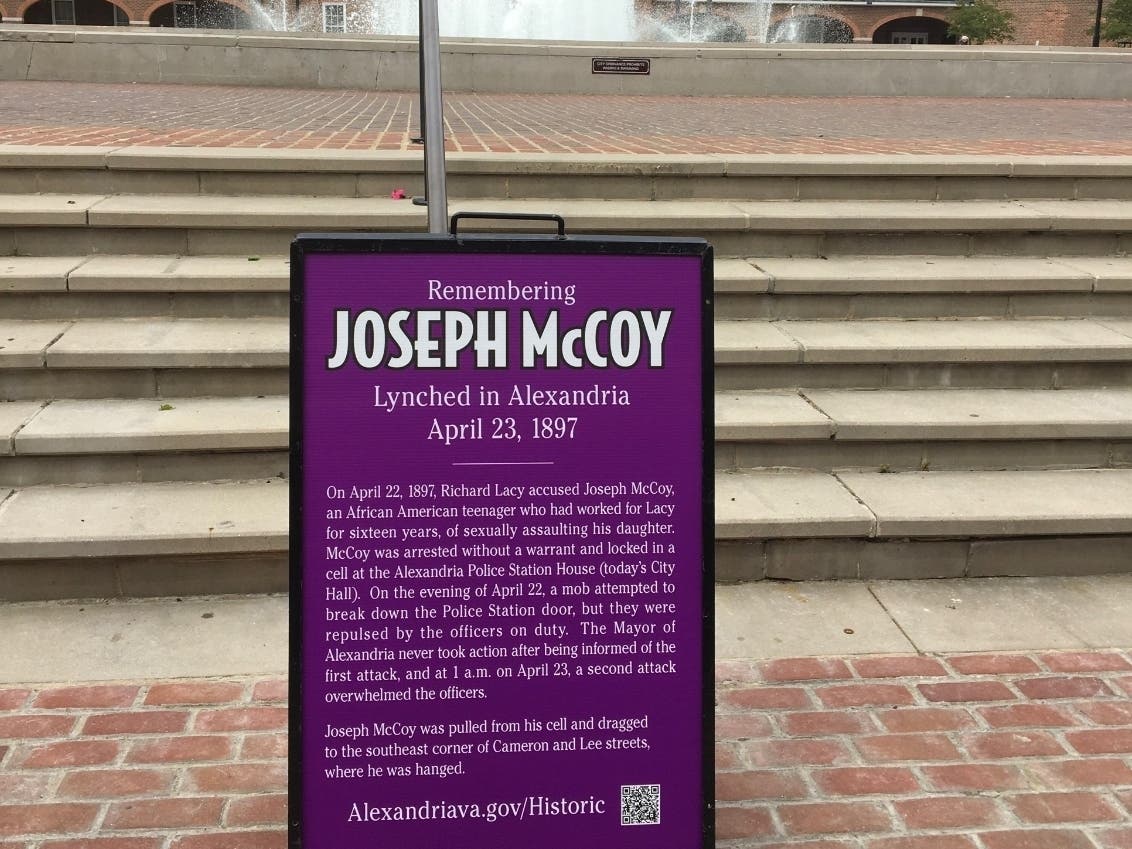 CITY ORDINANCE PROHIBITS
WADING & SWIMMING
Remembering
JOSEPH McCOY
Lynched in Alexandria
April 23, 1897
On April 22, 1897, Richard Lacy accused Joseph McCoy,
an African American teenager who had worked for Lacy
for sixteen years, of sexually assaulting his daughter.
McCoy was arrested without a warrant and locked in a
cell at the Alexandria Police Station House (today's City
Hall). On the evening of April 22, a mob attempted to
break down the Police Station door, but they were
repulsed by the officers on duty. The Mayor of
Alexandria never took action after being informed of the
first attack, and at 1 a.m. on April 23, a second attack
overwhelmed the officers.
Joseph McCoy was pulled from his cell and dragged
to the southeast corner of Cameron and Lee streets,
where he was hanged.
Alexandriava.gov/Historic